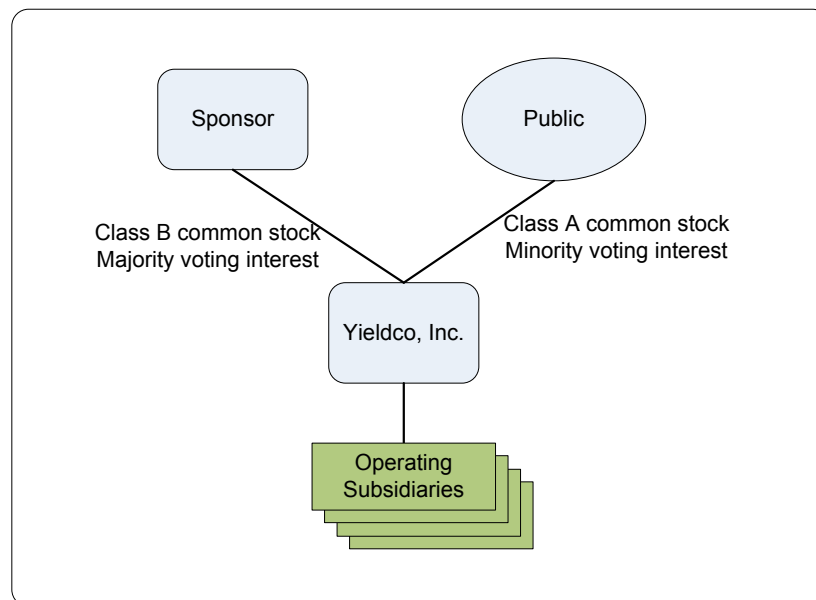 Sponsor
Public
Class B common stock
Majority voting interest
Class A common stock
Minority voting interest
Yieldco, Inc.
Operating
Subsidiaries